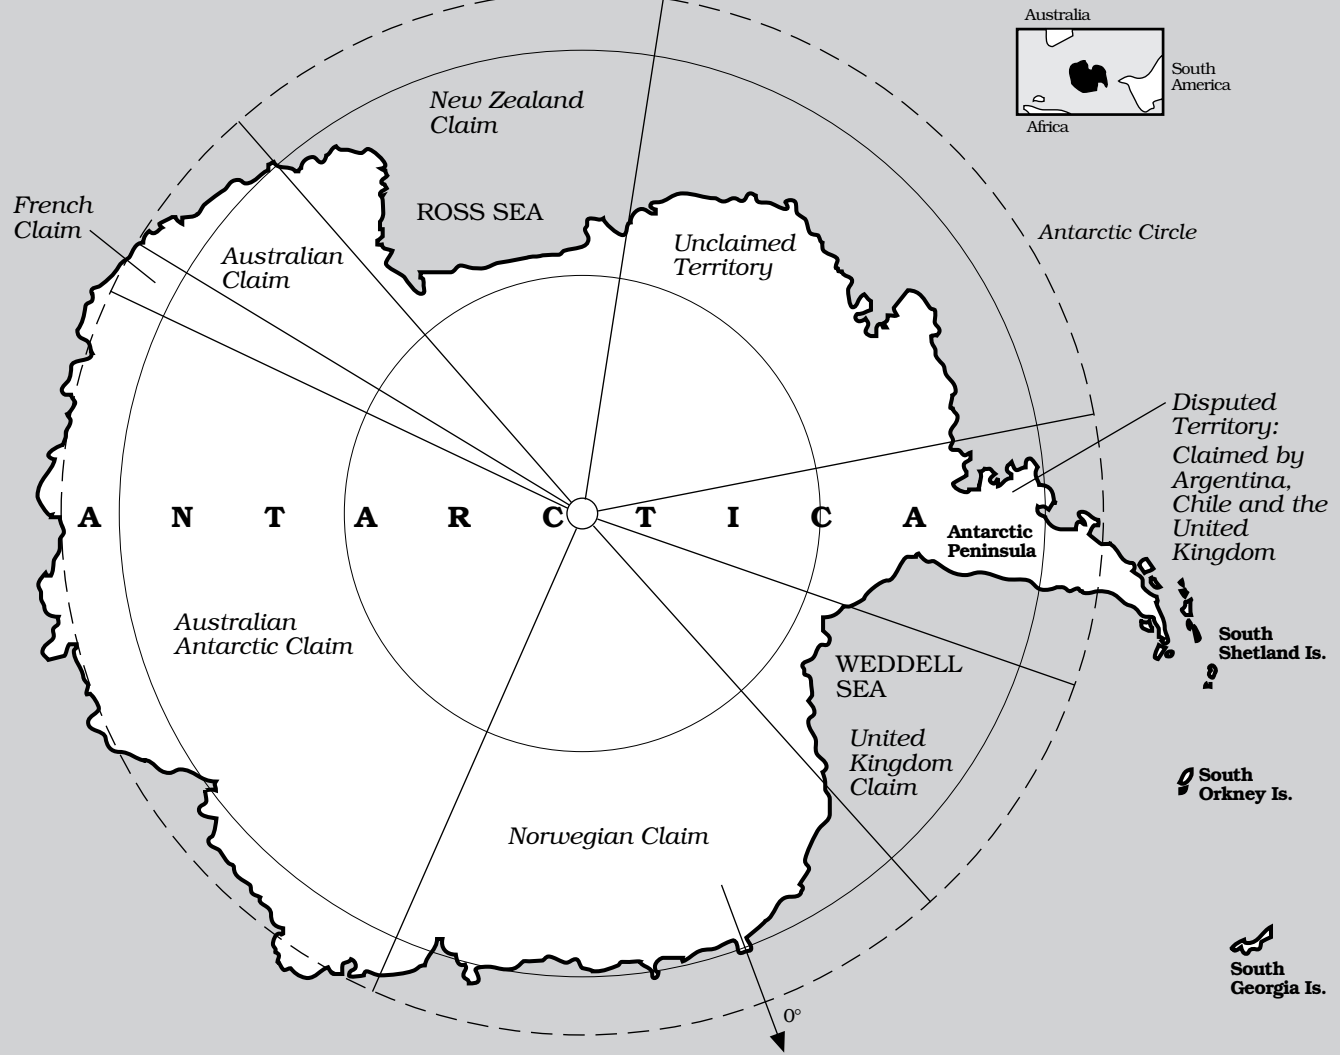 Australia
South
America
Africa
New Zealand
Claim
French
Claim
ROSS SEA
Australian
Claim
Unclaimed
Territory
Antarctic Circle
Disputed
Territory:
Claimed by
Argentina,
Chile and the
United
Kingdom
ANTARCTICA
Antarctic
Peninsula
Australian
Antarctic Claim
South
Shetland Is.
WEDDELL
SEA
United
Kingdom
Claim
South
Orkney Is.
Norwegian Claim
South
Georgia Is.
0°